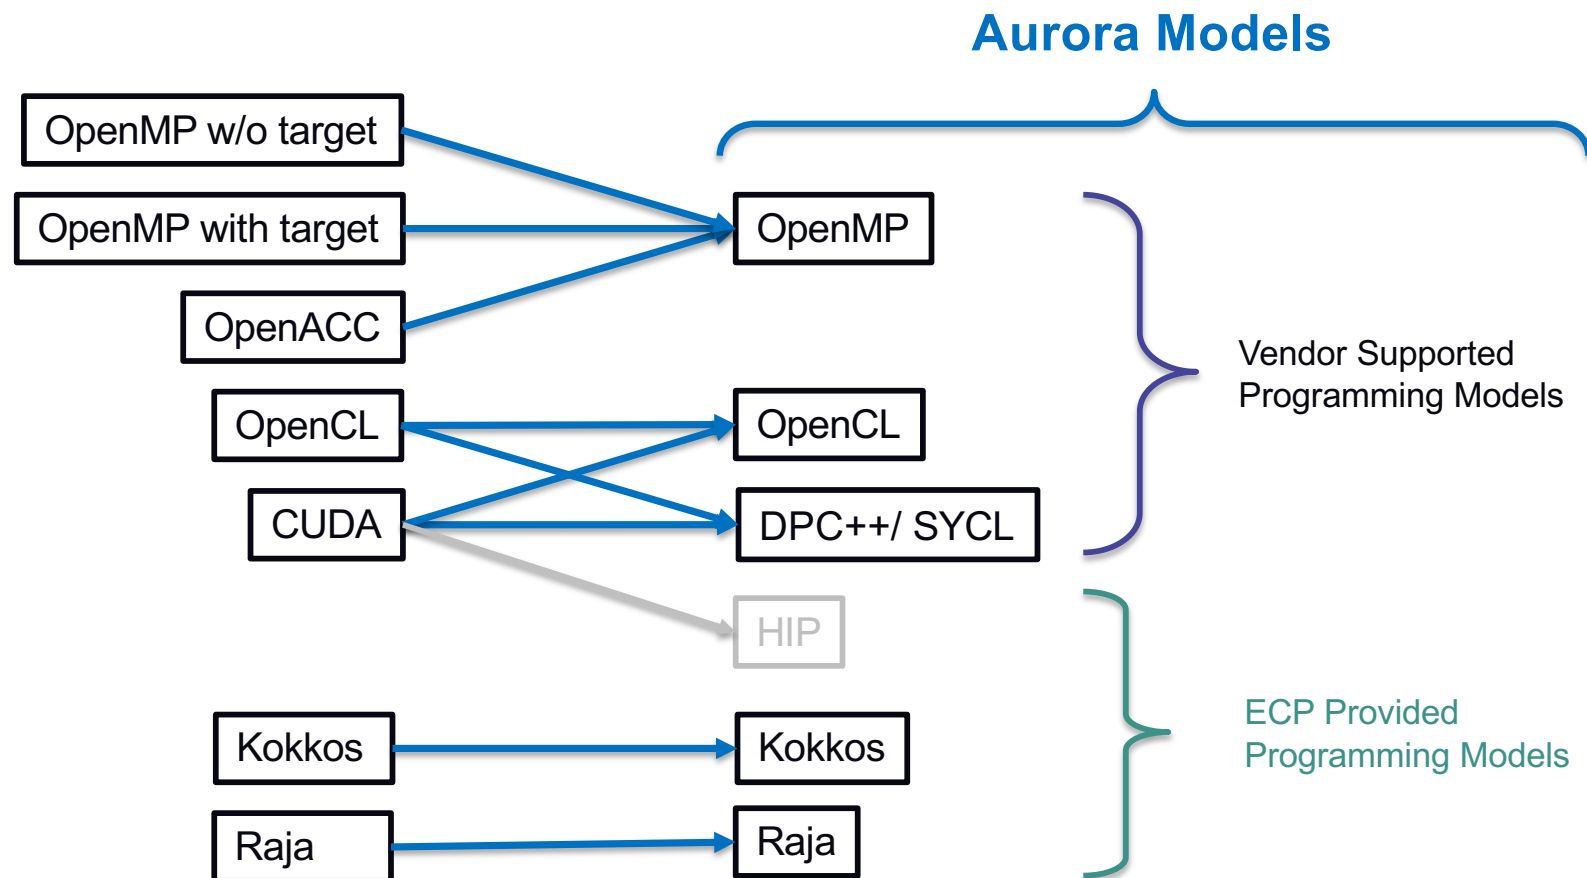 Aurora Models
OpenMP w/o target
OpenMP with target
OpenMP
OpenACC
Vendor Supported
Programming Models
OpenCL
OpenCL
CUDA
DPC++/ SYCL
HIP
ECP Provided
Programming Models
Kokkos
Kokkos
Raja
Raja